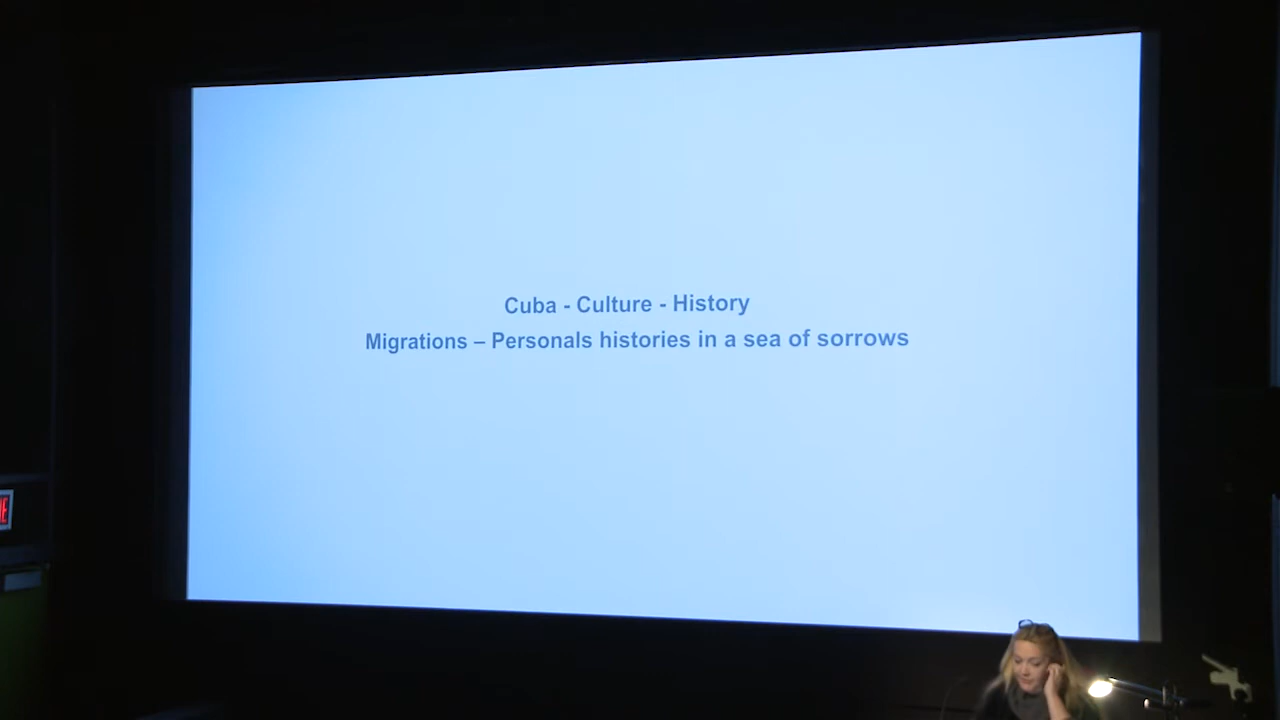 Cuba - Culture - History
Migrations – Personals histories in a sea of sorrows